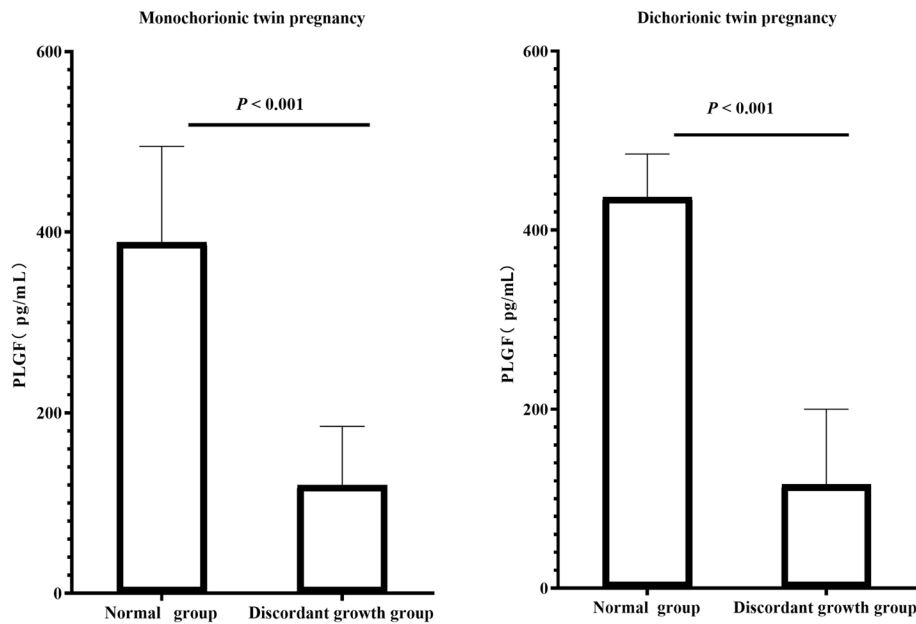 Monochorionic twin pregnancy
600
400
200
0
PLGF( pg/mL)
P < 0.001
Normal group
Discordant growth group
Dichorionic twin pregnancy
600
400
200
0
PLGF( pg/mL)
P < 0.001
Normal group
Discordant growth group